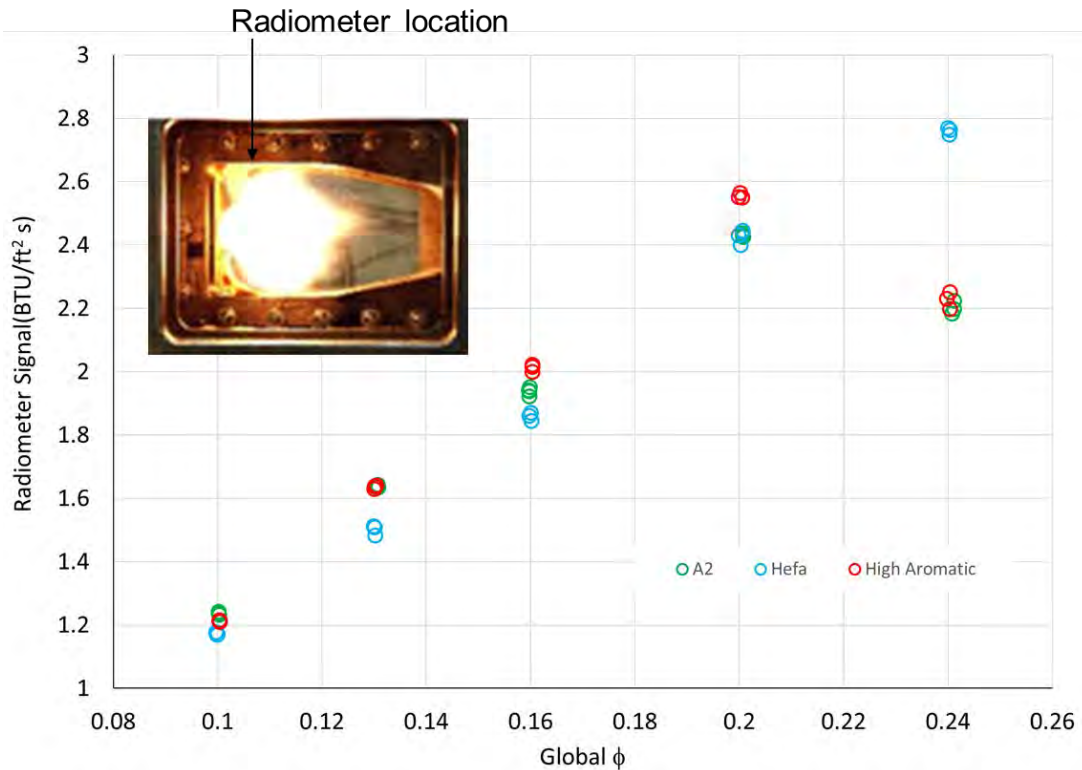 Radiometer location
3
2.8
2.6
2.4
2.2
2
1.8
1.6
1.4
1.2
1
Radiometer Signal(BTU/ft² s)
A2 Hefa High Aromatic
0.08 0.1 0.12 0.14 0.16 0.18 0.2 0.22 0.24 0.26
Global ϕ